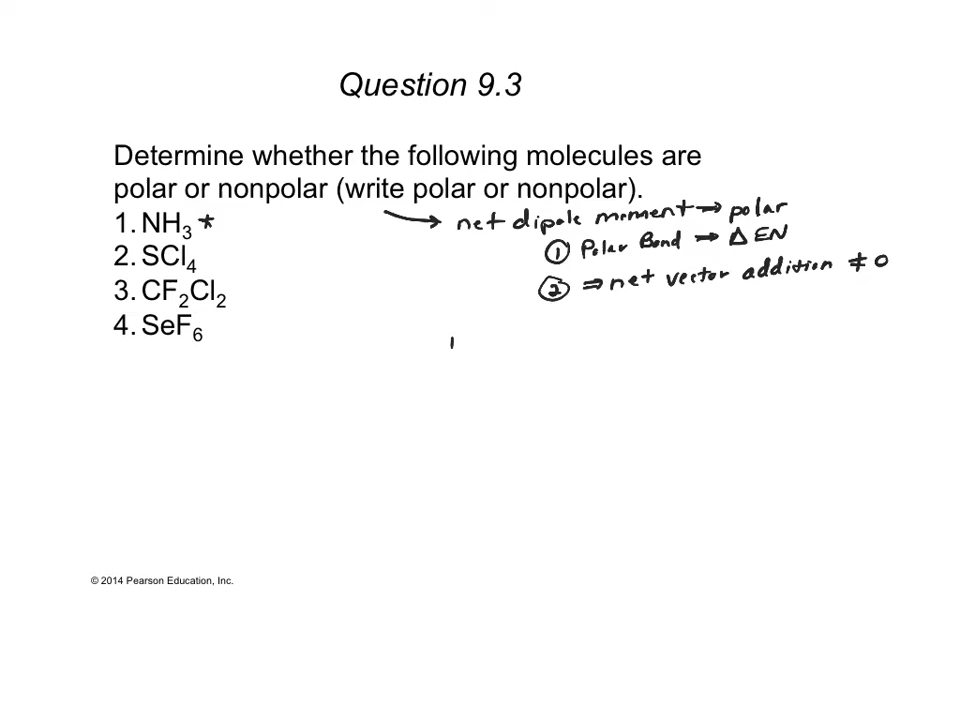 Question 9.3
Determine whether the following molecules are
polar or nonpolar (write polar or nonpolar).
1. NH₃ *
→ net dipole moment → polar
① Polar Bond → Δ EN
2. SCl₄
② ⇒ net vector addition ≠ 0
3. CF₂Cl₂
4. SeF₆
© 2014 Pearson Education, Inc.